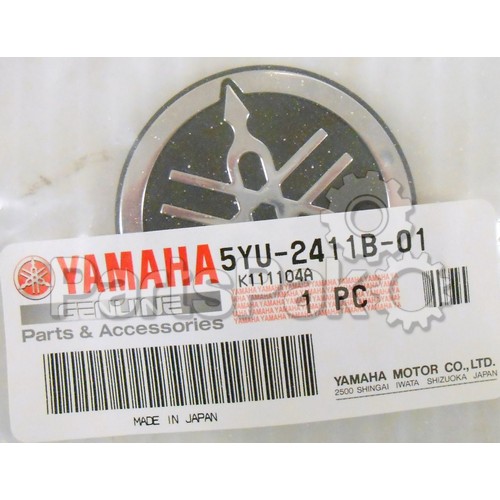 YAMAHA 5YU-2411B-01
K111104A
GENUINE
1 PC
Parts & Accessories
YAMAHA MOTOR CO.,LTD.
2500 SHINGAI IWATA SHIZUOKA JAPAN
MADE IN JAPAN